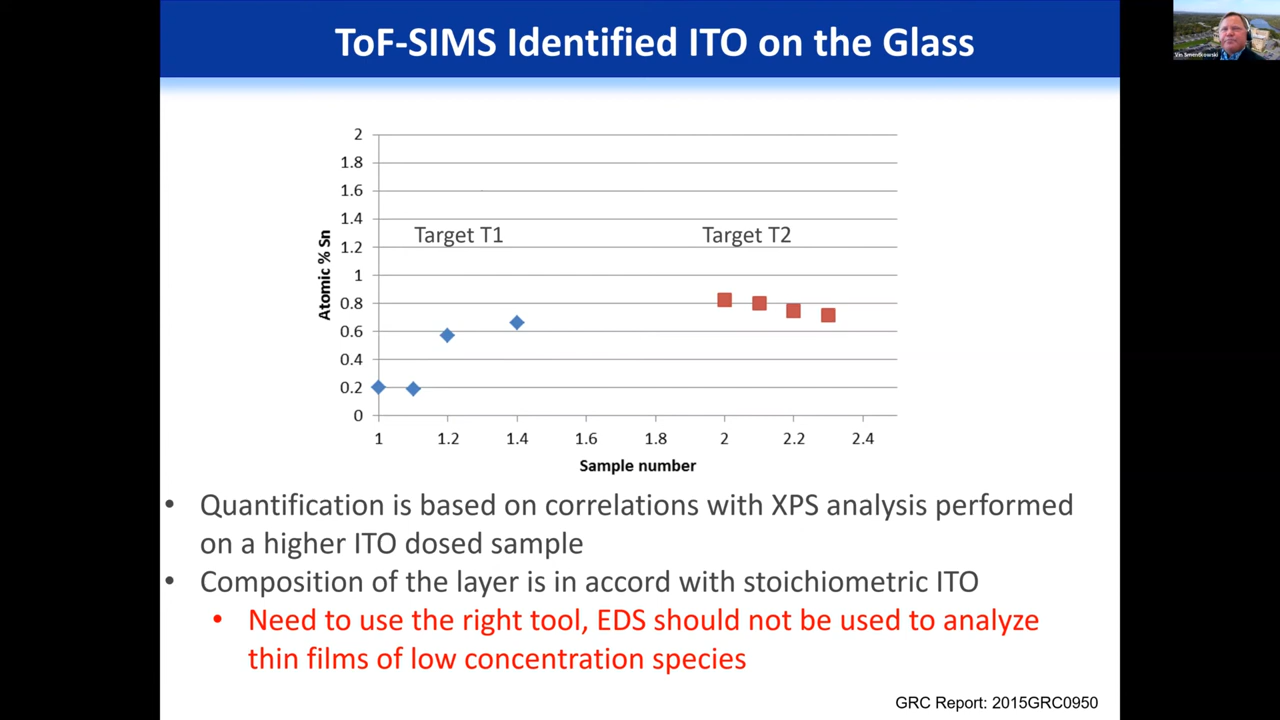 ToF-SIMS Identified ITO on the Glass
2
1.8
1.6
1.4
1.2
1
0.8
0.6
0.4
0.2
0
Atomic % Sn
Target T1
Target T2
1 1.2 1.4 1.6 1.8 2 2.2 2.4
Sample number
• Quantification is based on correlations with XPS analysis performed
on a higher ITO dosed sample
• Composition of the layer is in accord with stoichiometric ITO
• Need to use the right tool, EDS should not be used to analyze
thin films of low concentration species
GRC Report: 2015GRC0950